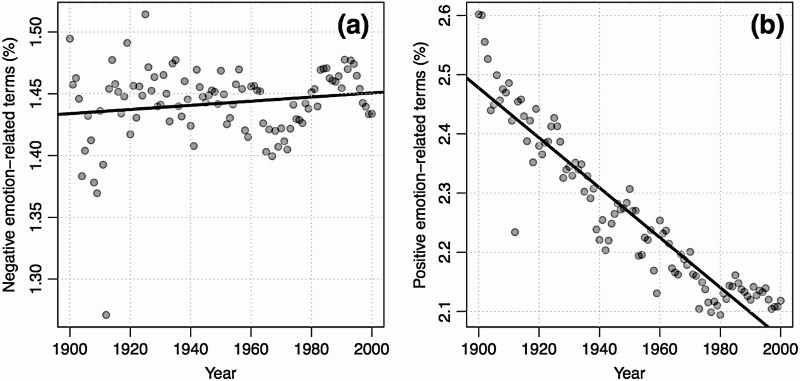 (a)
Negative emotion−related terms (%)
1.50
1.45
1.40
1.35
1.30
1900 1920 1940 1960 1980 2000
Year
(b)
Positive emotion−related terms (%)
2.6
2.5
2.4
2.3
2.2
2.1
1900 1920 1940 1960 1980 2000
Year